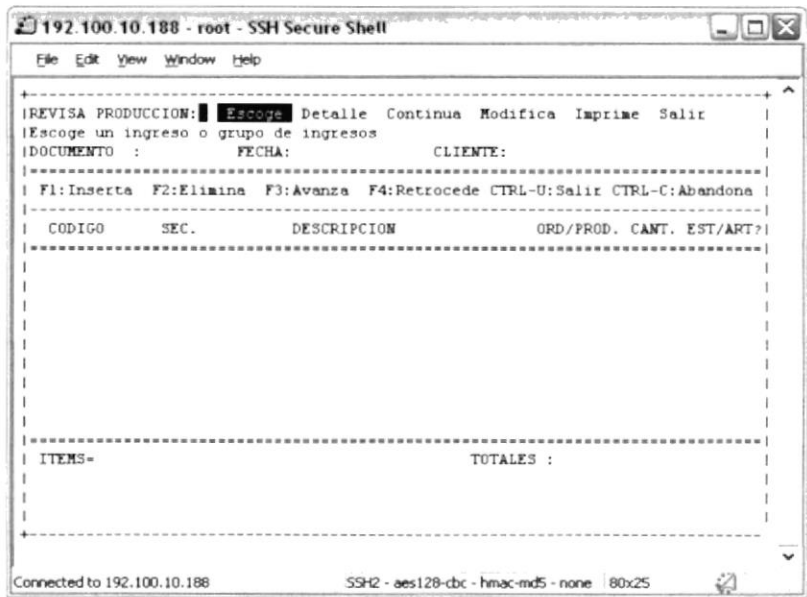 192.100.10.188 - root - SSH Secure Shell
File Edit View Window Help
REVISA PRODUCCION: Escoge Detalle Continua Modifica Imprime Salir
Escoge un ingreso o grupo de ingresos
DOCUMENTO : FECHA: CLIENTE:
F1:Inserta F2:Elimina F3:Avanza F4:Retrocede CTRL-U:Salir CTRL-C:Abandona
CODIGO SEC. DESCRIPCION ORD/PROD. CANT. EST/ART?
ITEMS= TOTALES :
Connected to 192.100.10.188 SSH2 - aes128-cbc - hmac-md5 - none 80x25